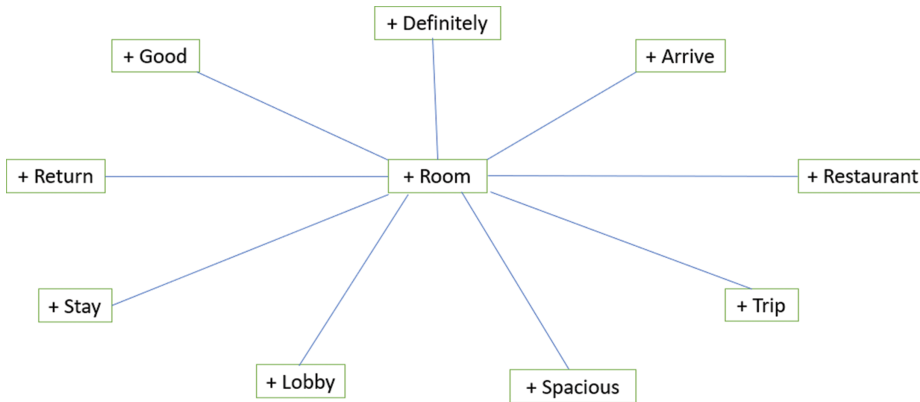 + Definitely
+ Good
+ Arrive
+ Return
+ Room
+ Restaurant
+ Stay
+ Trip
+ Lobby
+ Spacious